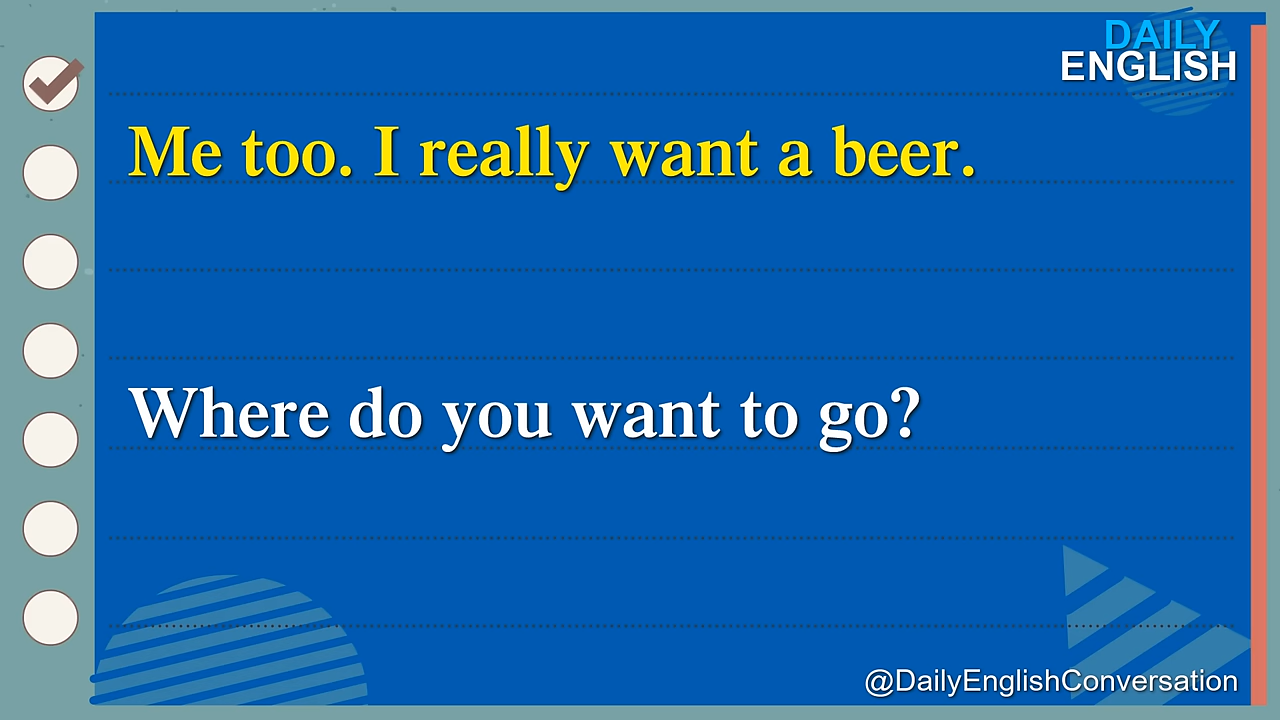 DAILY
ENGLISH
Me too. I really want a beer.
Where do you want to go?
@DailyEnglishConversation